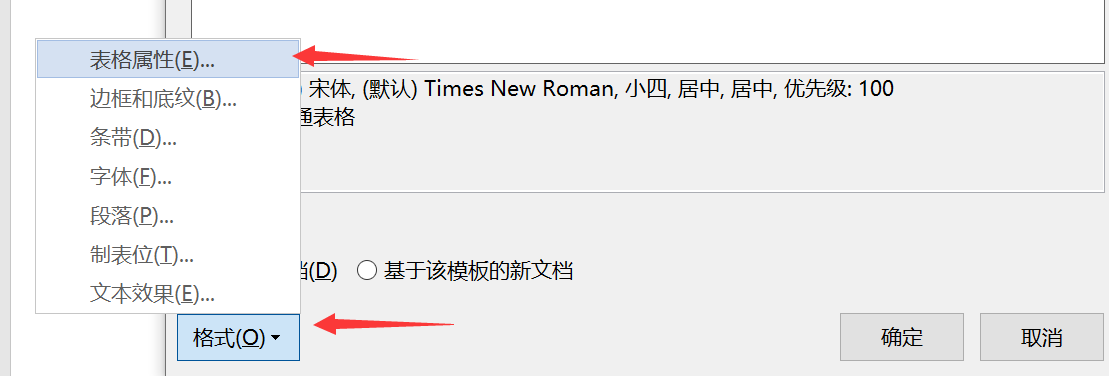 表格属性(E)...
边框和底纹(B)...
条带(D)...
字体(F)...
段落(P)...
制表位(T)...
文本效果(E)...
) 宋体, (默认) Times New Roman, 小四, 居中, 居中, 优先级: 100
通表格
(D) 基于该模板的新文档
格式(O)
确定
取消